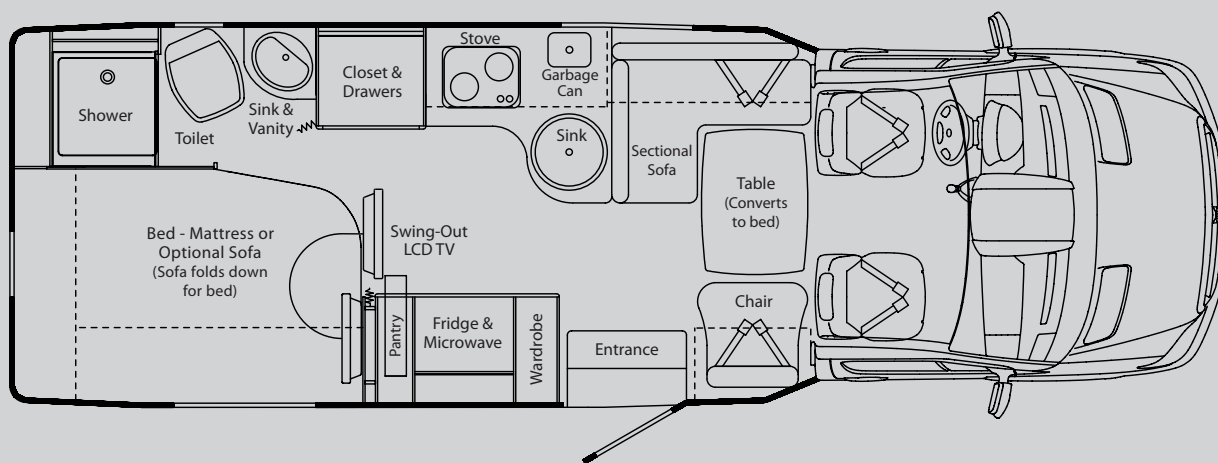 Shower
Toilet
Sink &
Vanity
Closet &
Drawers
Stove
Garbage
Can
Sink
Sectional
Sofa
Table
(Converts
to bed)
Bed - Mattress or
Optional Sofa
(Sofa folds down
for bed)
Swing-Out
LCD TV
Pantry
Fridge &
Microwave
Wardrobe
Entrance
Chair